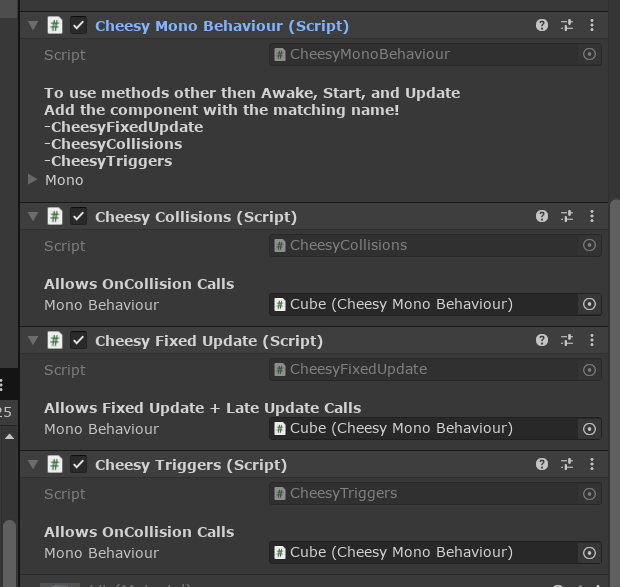 Cheesy Mono Behaviour (Script)
Script CheesyMonoBehaviour
To use methods other then Awake, Start, and Update
Add the component with the matching name!
-CheesyFixedUpdate
-CheesyCollisions
-CheesyTriggers
Mono
Cheesy Collisions (Script)
Script CheesyCollisions
Allows OnCollision Calls
Mono Behaviour Cube (Cheesy Mono Behaviour)
Cheesy Fixed Update (Script)
Script CheesyFixedUpdate
25
Allows Fixed Update + Late Update Calls
Mono Behaviour Cube (Cheesy Mono Behaviour)
Cheesy Triggers (Script)
Script CheesyTriggers
Allows OnCollision Calls
Mono Behaviour Cube (Cheesy Mono Behaviour)